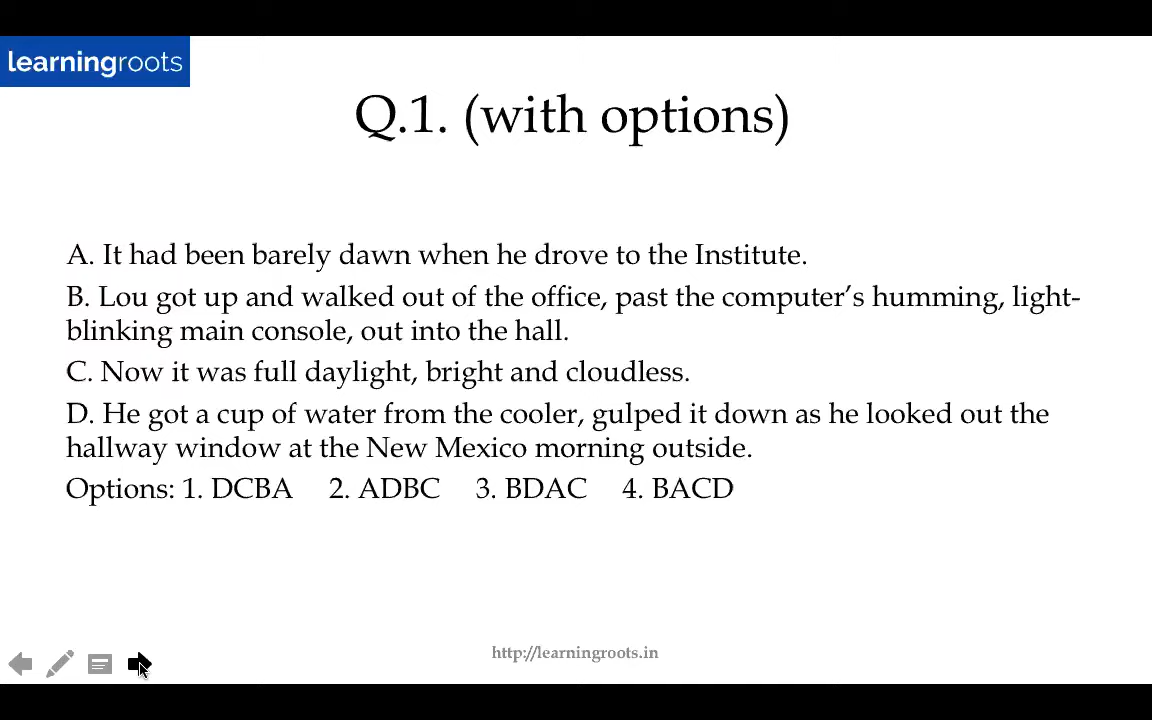 learningroots
Q.1. (with options)
A. It had been barely dawn when he drove to the Institute.
B. Lou got up and walked out of the office, past the computer’s humming, light-
blinking main console, out into the hall.
C. Now it was full daylight, bright and cloudless.
D. He got a cup of water from the cooler, gulped it down as he looked out the
hallway window at the New Mexico morning outside.
Options: 1. DCBA 2. ADBC 3. BDAC 4. BACD
http://learningroots.in